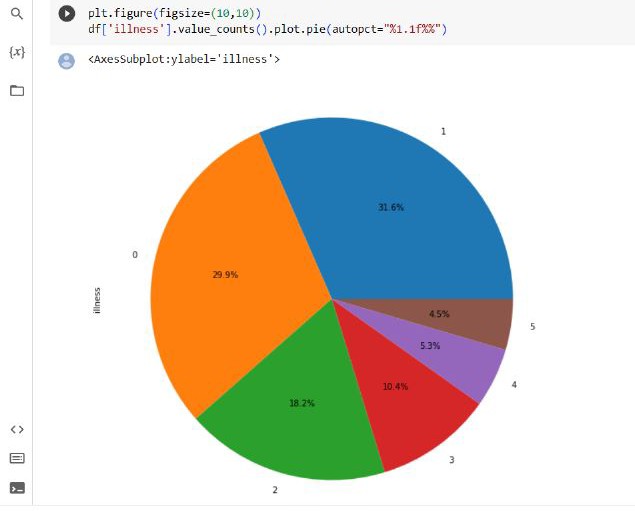 plt.figure(figsize=(10,10))
df['illness'].value_counts().plot.pie(autopct="%1.1f%%")
{x}
<AxesSubplot:ylabel='illness'>
1
31.6%
0
29.9%
illness
4.5%
5
5.3%
4
10.4%
18.2%
3
2
<>